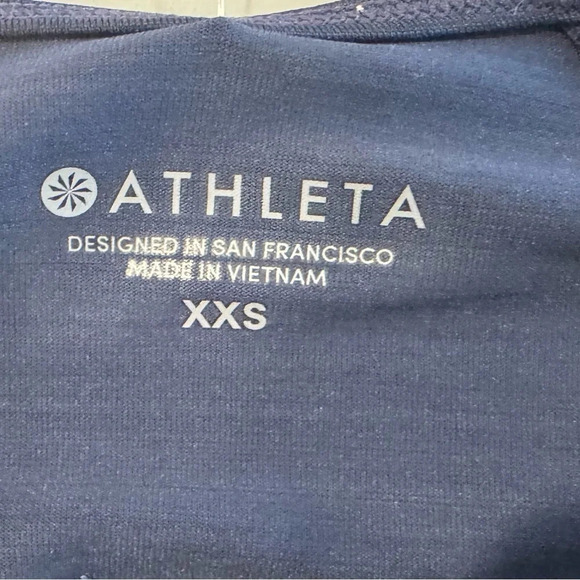 ATHLETA
DESIGNED IN SAN FRANCISCO
MADE IN VIETNAM
XXS